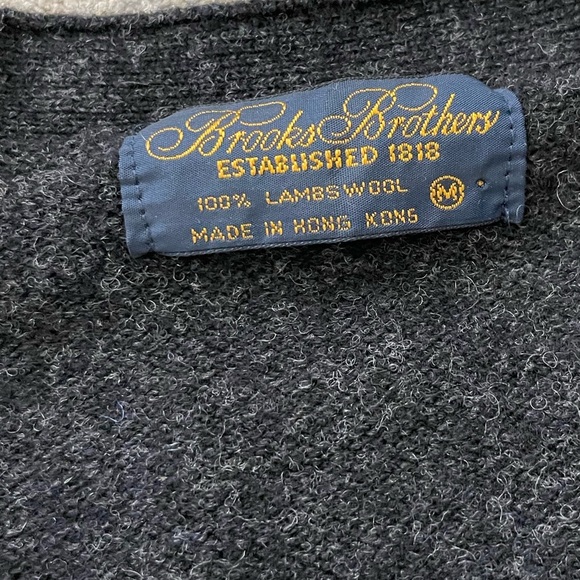 Brooks Brothers
ESTABLISHED 1818
100% LAMBSWOOL M
MADE IN HONG KONG